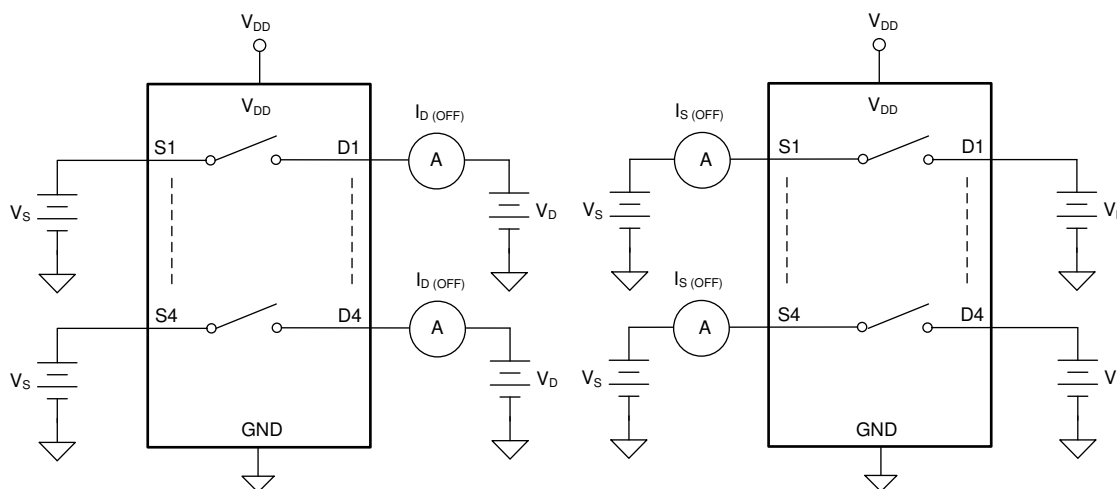 V_DD
V_DD
I_D (OFF)
S1
D1
A
V_S
V_D
I_D (OFF)
S4
D4
A
V_S
V_D
GND
V_DD
V_DD
I_S (OFF)
A
S1
D1
V_S
V
I_S (OFF)
A
S4
D4
V_S
V
GND